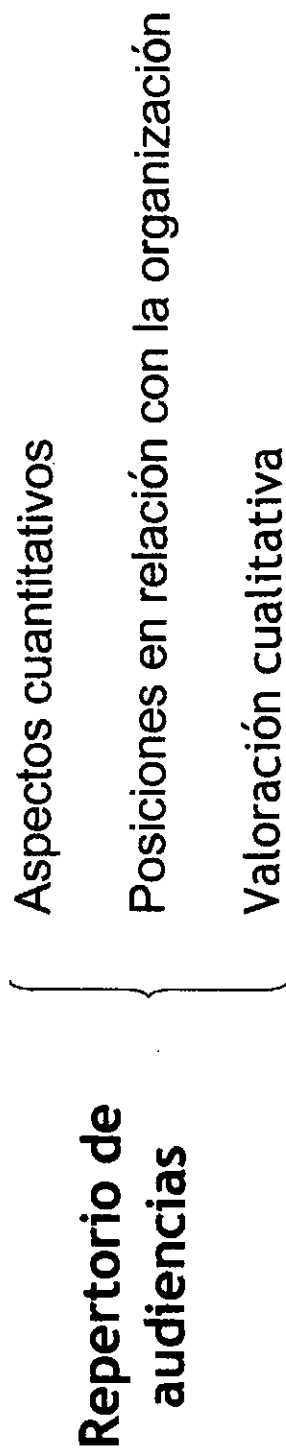 Repertorio de
audiencias
Aspectos cuantitativos
Posiciones en relación con la organización
Valoración cualitativa